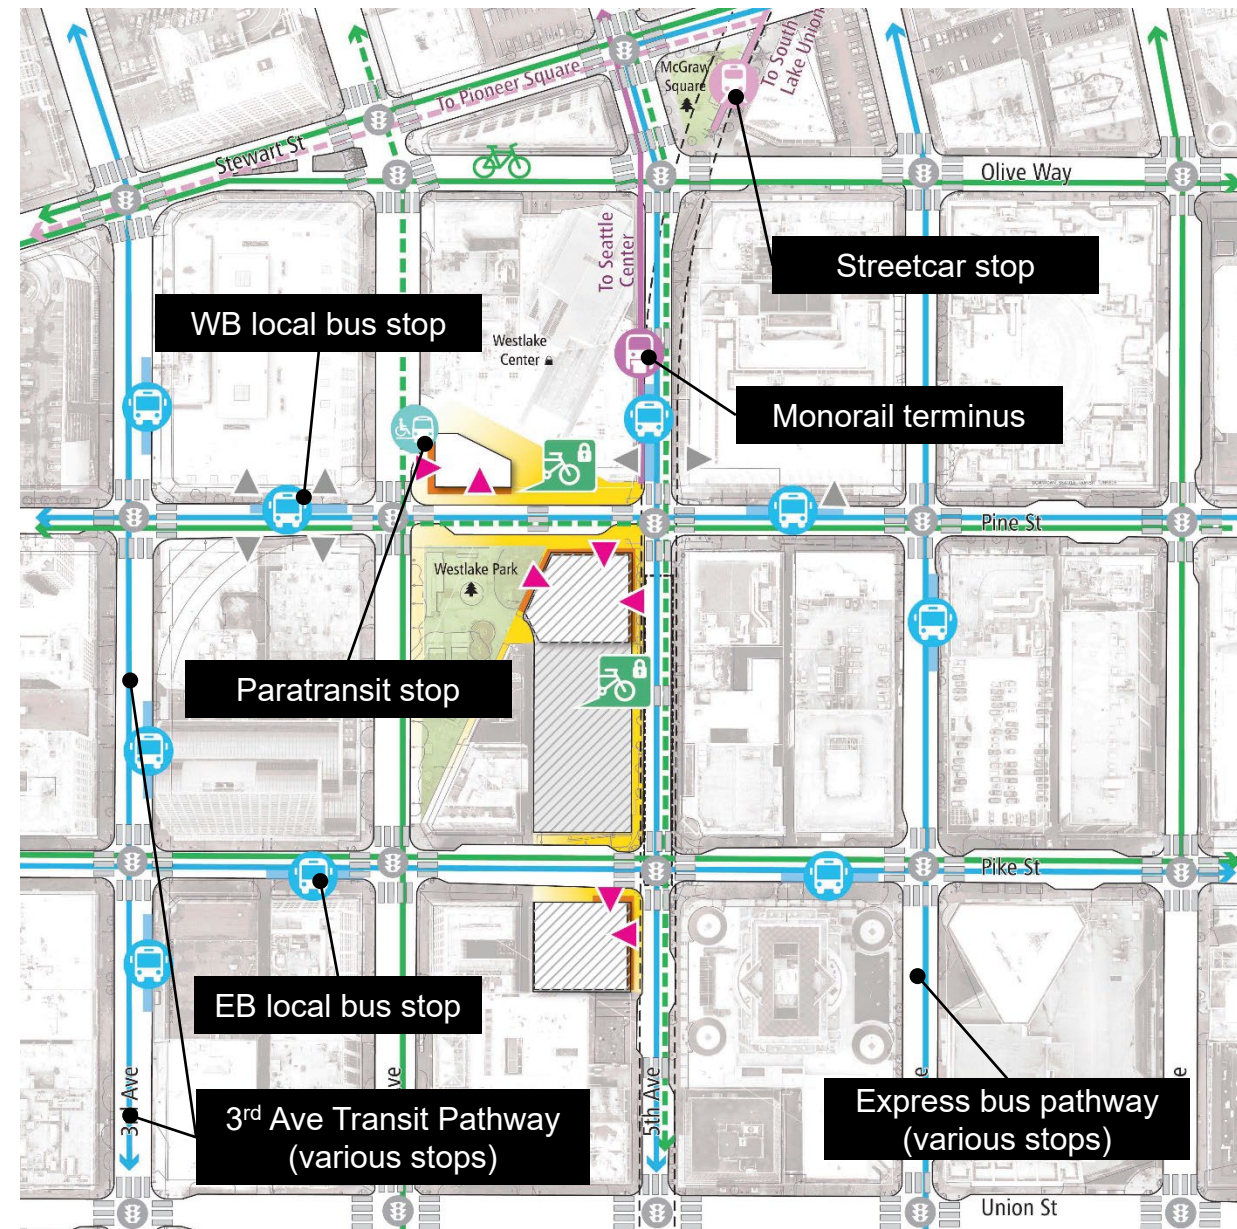 To Pioneer Square
McGraw
Square
To South
Lake Union
Stewart St
Olive Way
To Seattle
Center
Streetcar stop
WB local bus stop
Westlake
Center
Monorail terminus
Pine St
Westlake Park
Paratransit stop
Pike St
EB local bus stop
3rd Ave
Ave
5th Ave
3rd Ave Transit Pathway
(various stops)
Express bus pathway
(various stops)
Union St